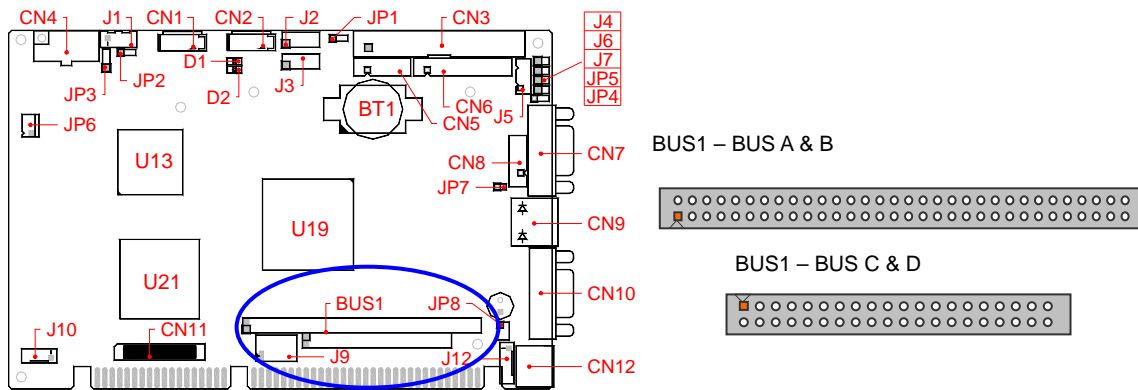 CN4
J1
CN1
CN2
J2
JP1
CN3
J4
J6
J7
JP5
JP4
D1
JP3
JP2
D2
J3
CN6
J5
CN5
BT1
JP6
U13
CN8
CN7
BUS1 – BUS A & B
JP7
U19
CN9
U21
BUS1 – BUS C & D
BUS1
JP8
CN10
J10
CN11
J9
J12
CN12